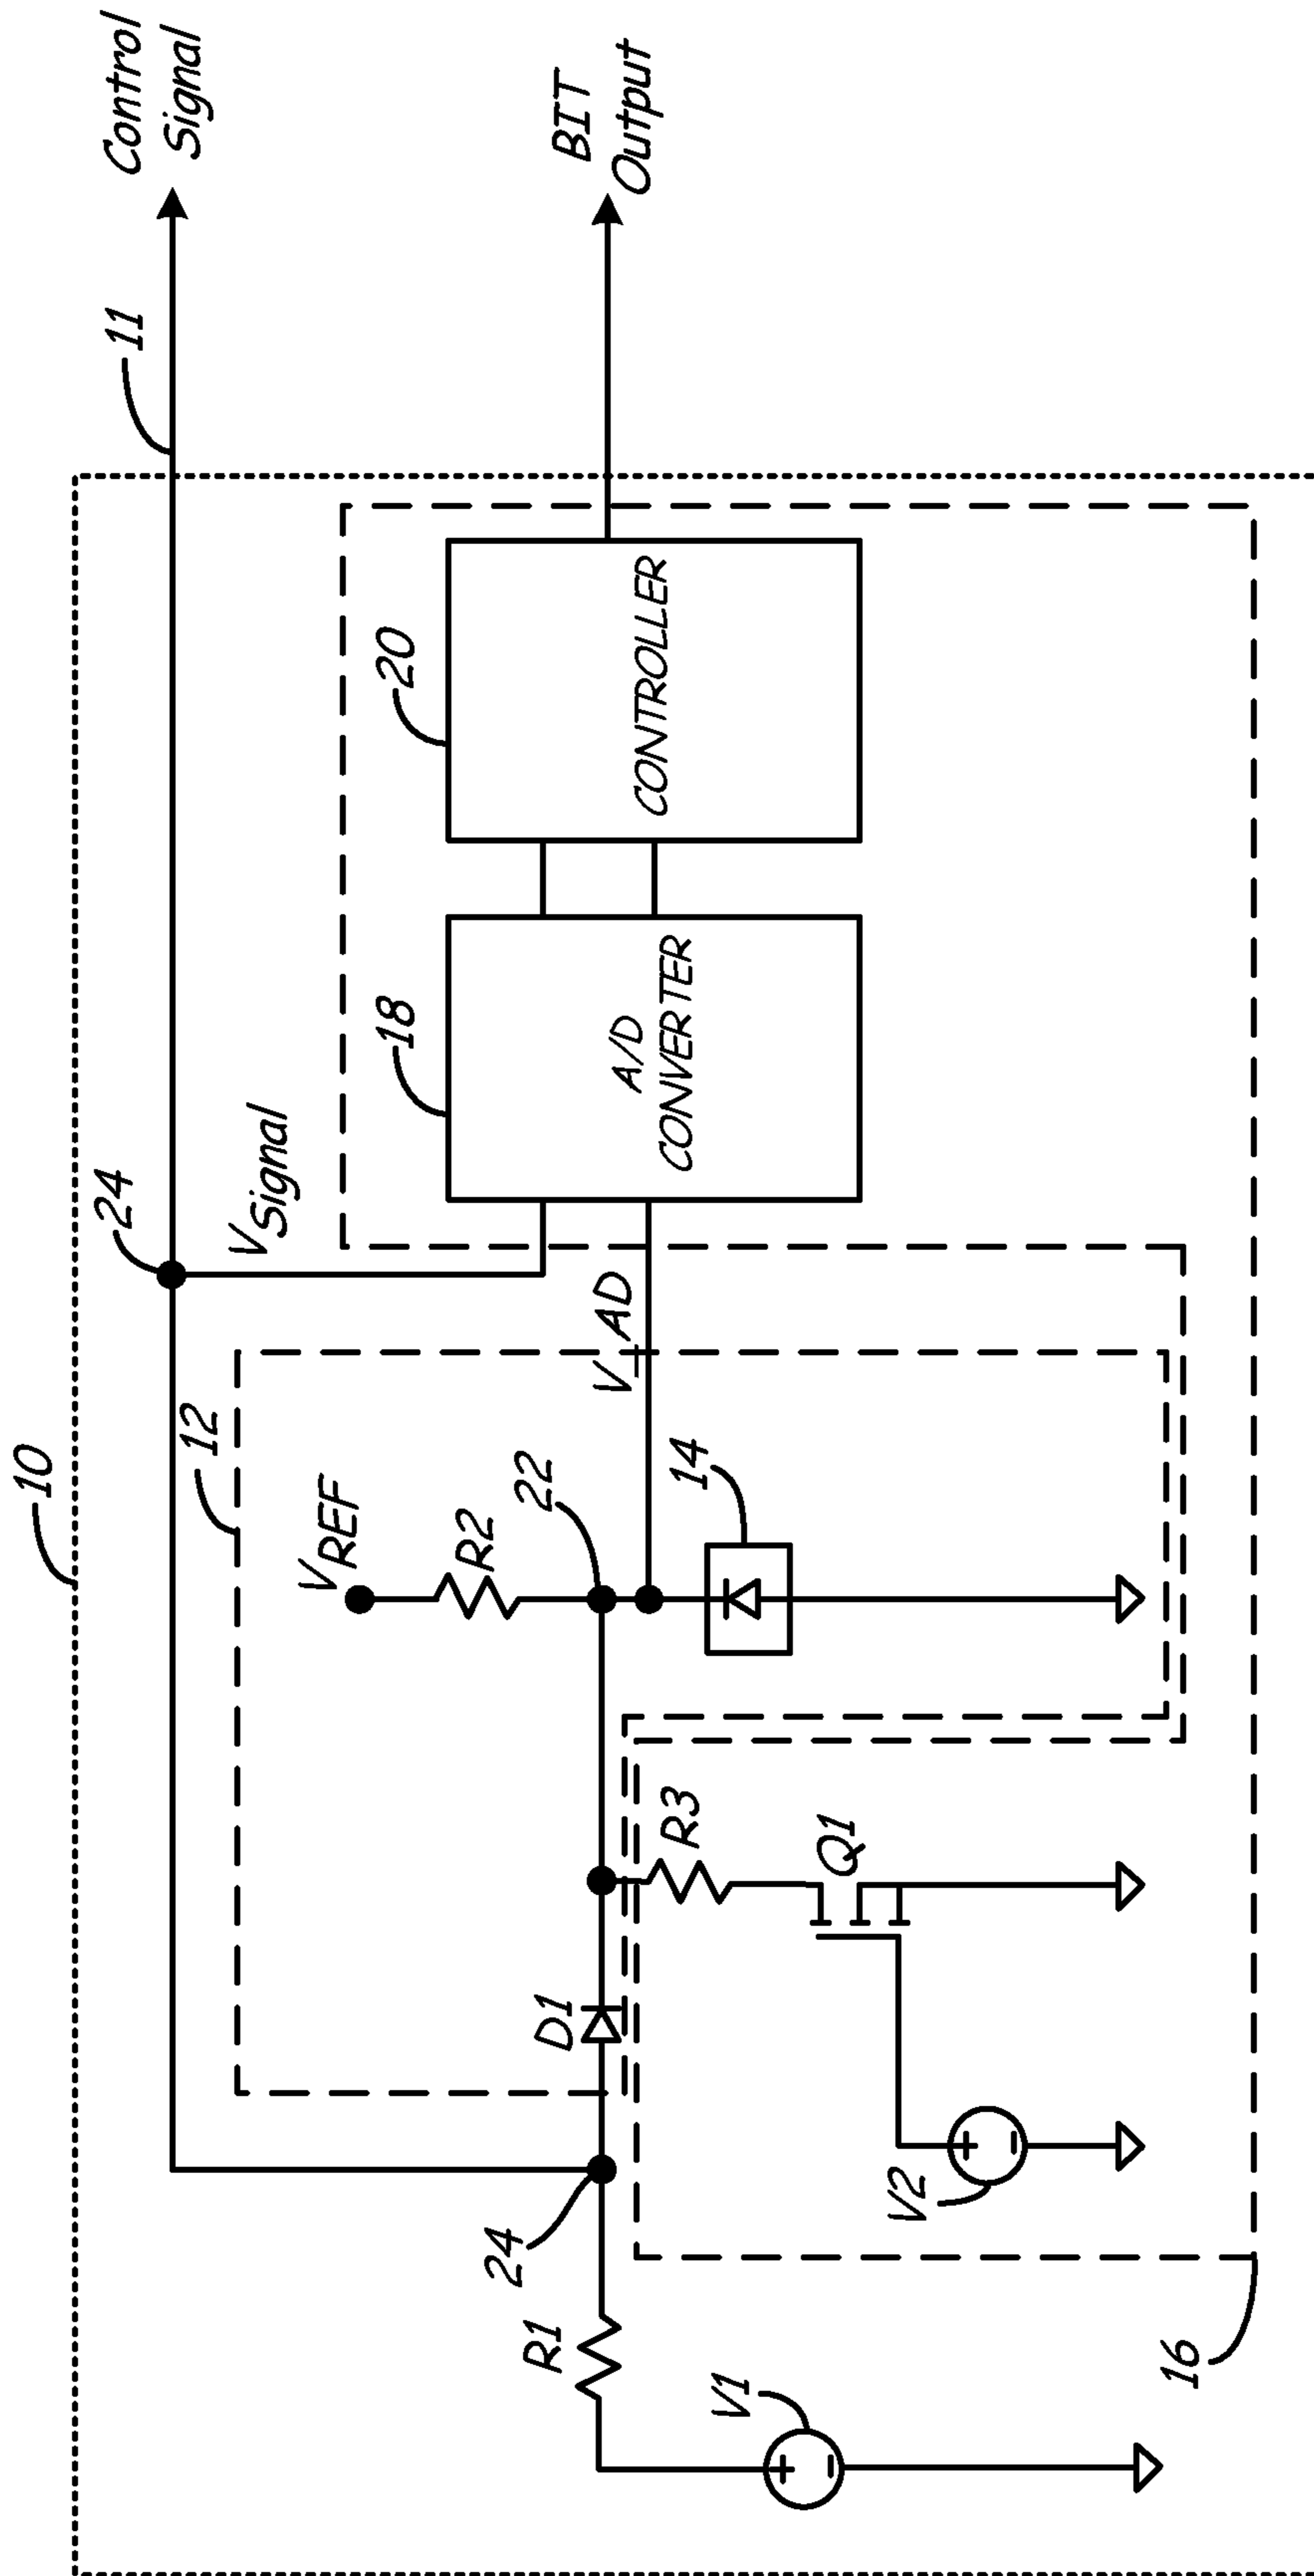 10
24
Control
Signal
11
12
V_Signal
V_REF
R2
22
V_AD
18
A/D
CONVERTER
20
CONTROLLER
BIT
Output
14
24
D1
R1
R3
Q1
V1
+
−
V2
+
−
16